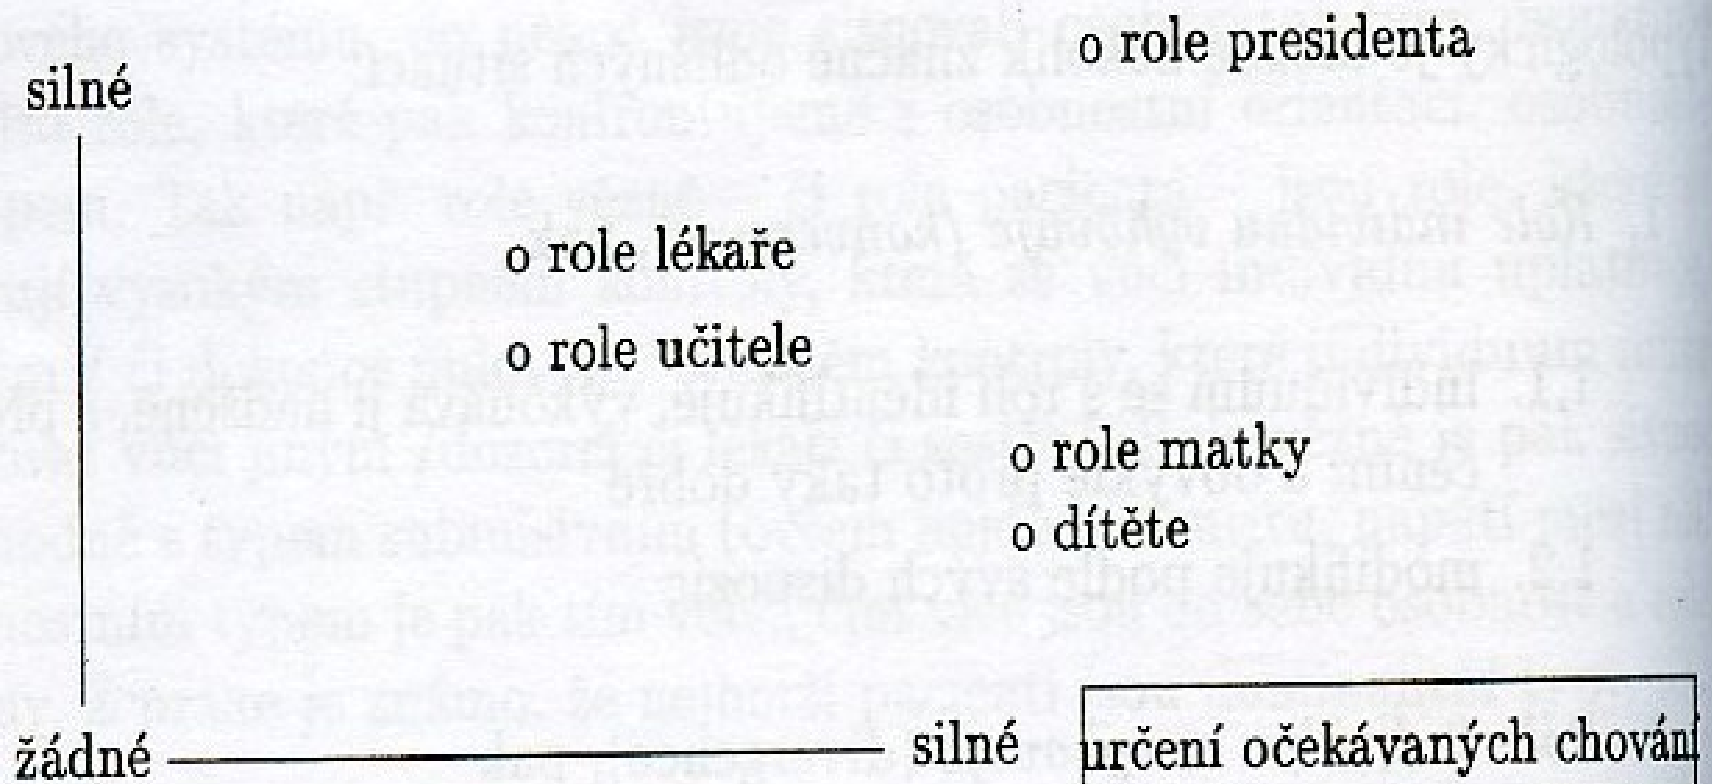 o role presidenta
silné
o role lékaře
o role učitele
o role matky
o dítěte
žádné silné určení očekávaných chování